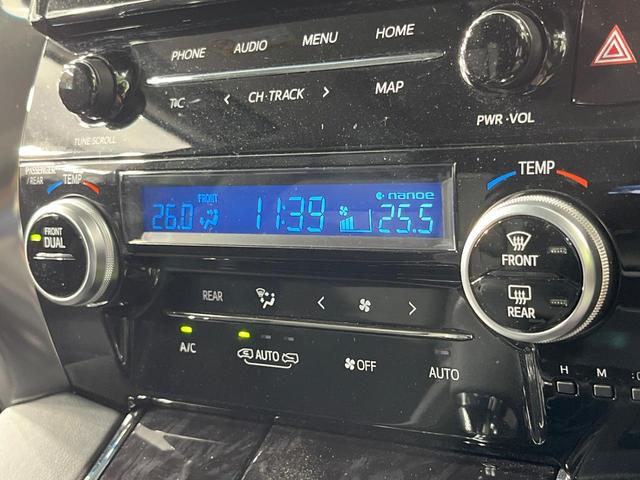 PHONE AUDIO MENU HOME
T/C < CH·TRACK > MAP
TUNE SCROLL
PWR·VOL
PASSENGER
/REAR TEMP
TEMP
FRONT
nanoe
26.0 11:39 25.5
FRONT
DUAL
FRONT
REAR
REAR < >
A/C AUTO OFF AUTO
H M :0